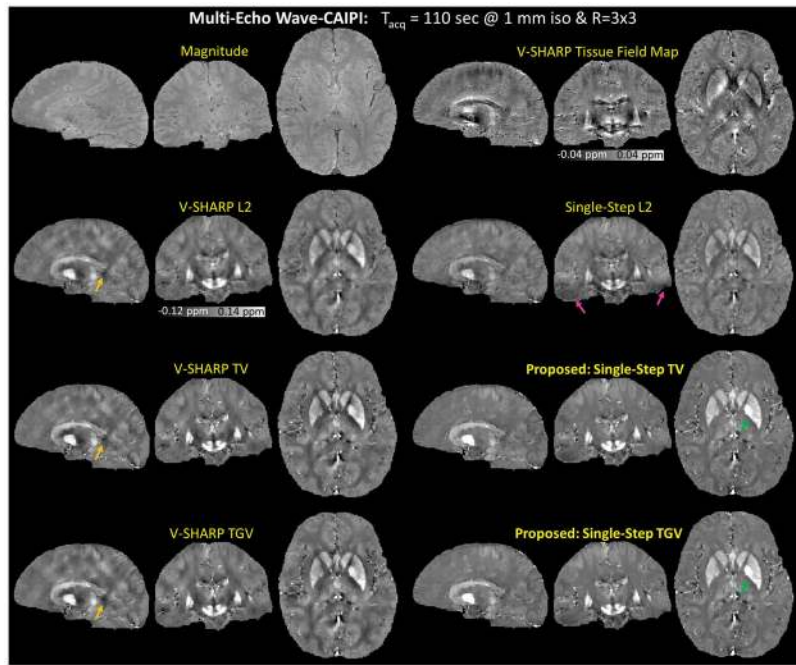 Multi-Echo Wave-CAIPI: Tacq = 110 sec @ 1 mm iso & R=3x3
Magnitude
V-SHARP Tissue Field Map
-0.04 ppm 0.04 ppm
V-SHARP L2
Single-Step L2
-0.12 ppm 0.14 ppm
V-SHARP TV
Proposed: Single-Step TV
V-SHARP TGV
Proposed: Single-Step TGV